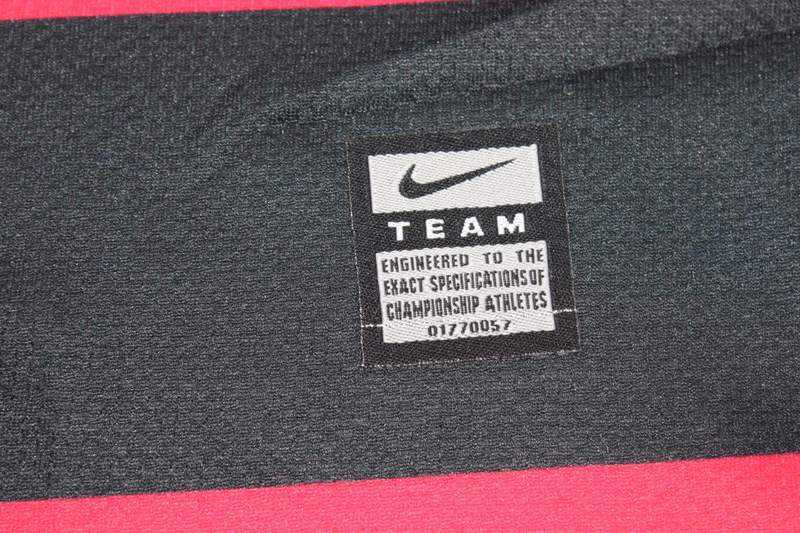 TEAM
ENGINEERED TO THE
EXACT SPECIFICATIONS OF
CHAMPIONSHIP ATHLETES
01770057